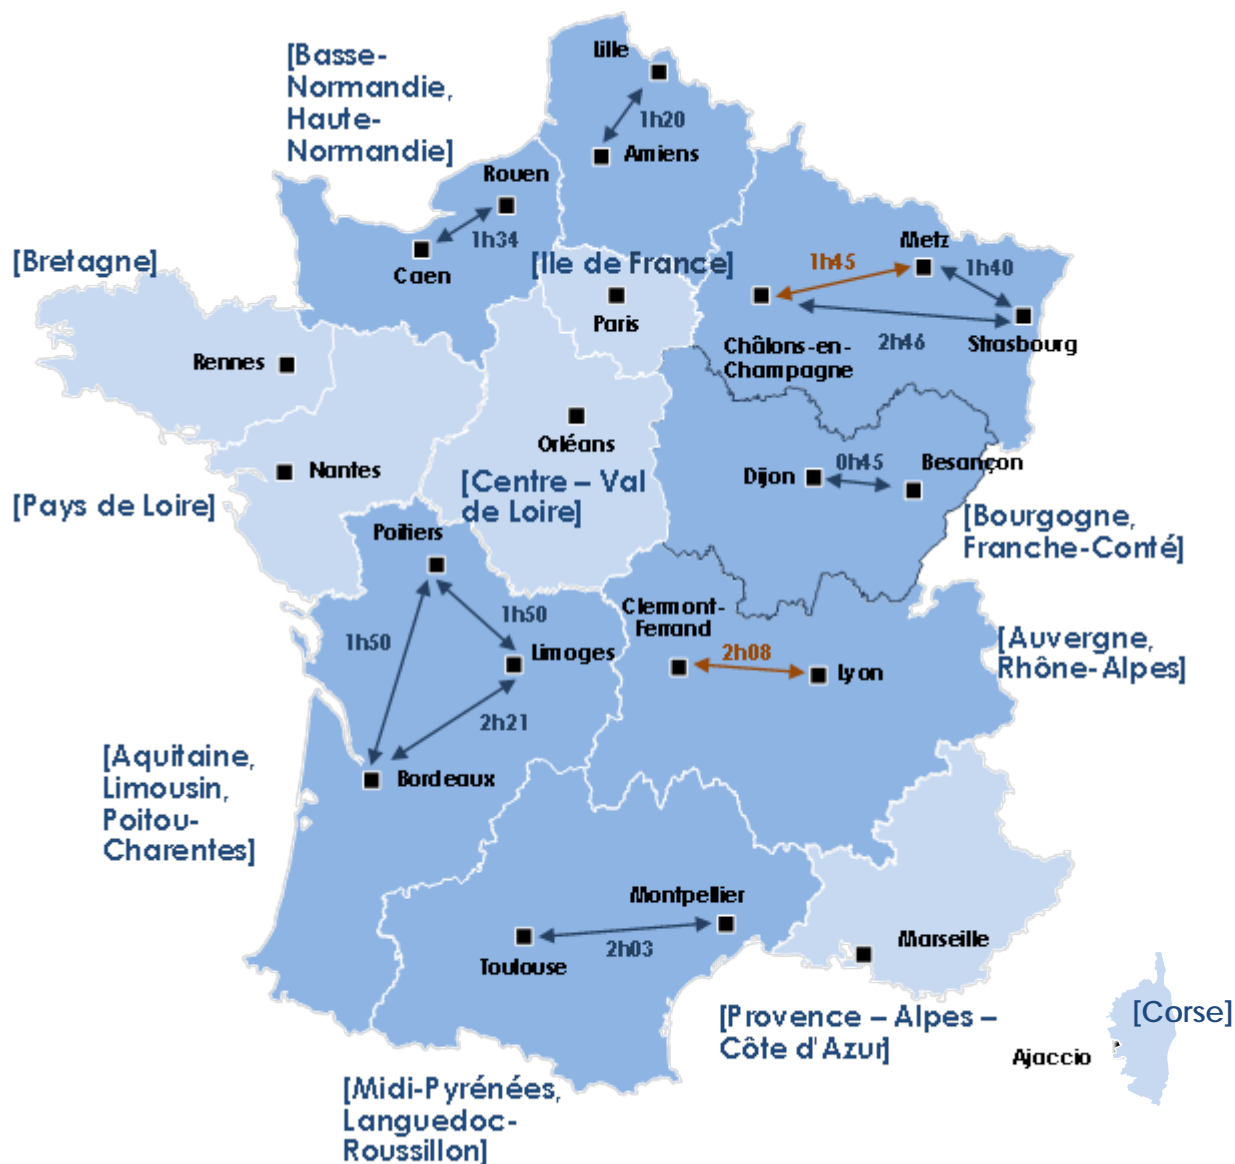 Lille
[Basse-
Normandie,
Haute-
Normandie]
1h20
Amiens
Rouen
1h34
Caen
[Bretagne]
[Ile de France]
Paris
Metz
1h45
1h40
Châlons-en-
Champagne
2h46
Strasbourg
Rennes
Orléans
Nantes
[Pays de Loire]
[Centre – Val
de Loire]
Dijon
0h45
Besançon
[Bourgogne,
Franche-Conté]
Poitiers
1h50
1h50
Limoges
2h21
Bordeaux
Clermont-
Ferrand
2h08
Lyon
[Auvergne,
Rhône-Alpes]
[Aquitaine,
Limousin,
Poitou-
Charentes]
Montpellier
2h03
Toulouse
Marseille
[Provence – Alpes –
Côte d'Azur]
[Corse]
Ajaccio
[Midi-Pyrénées,
Languedoc-
Roussillon]